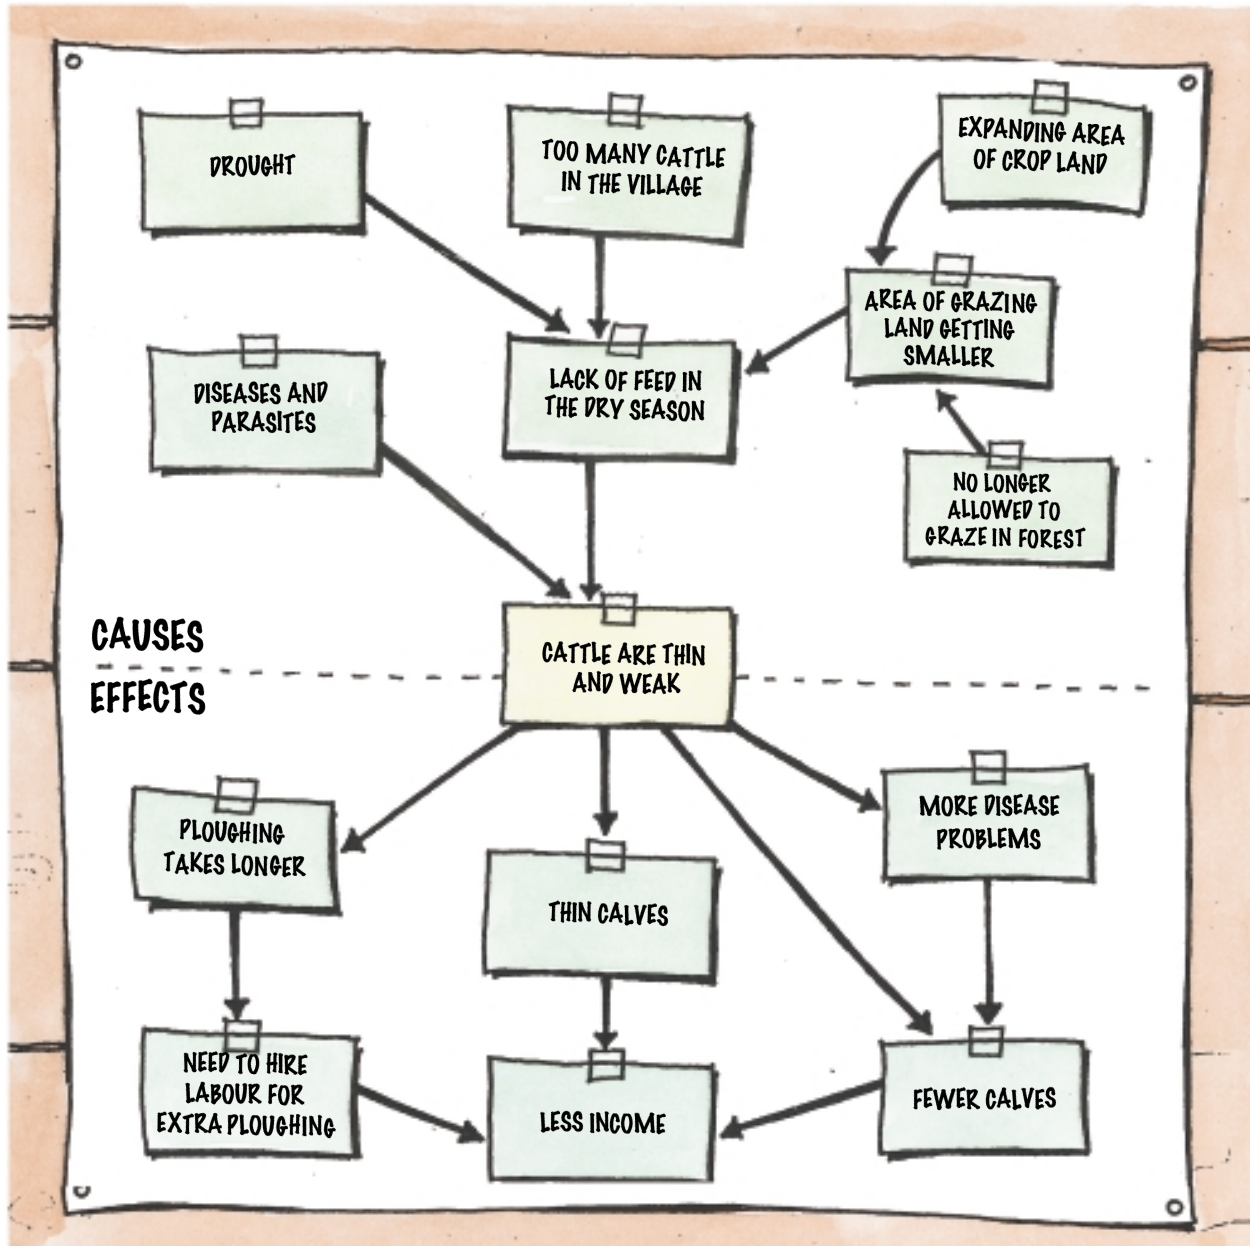 DROUGHT
TOO MANY CATTLE
IN THE VILLAGE
EXPANDING AREA
OF CROP LAND
AREA OF GRAZING
LAND GETTING
SMALLER
DISEASES AND
PARASITES
LACK OF FEED IN
THE DRY SEASON
NO LONGER
ALLOWED TO
GRAZE IN FOREST
CAUSES
EFFECTS
CATTLE ARE THIN
AND WEAK
PLOUGHING
TAKES LONGER
THIN CALVES
MORE DISEASE
PROBLEMS
NEED TO HIRE
LABOUR FOR
EXTRA PLOUGHING
LESS INCOME
FEWER CALVES